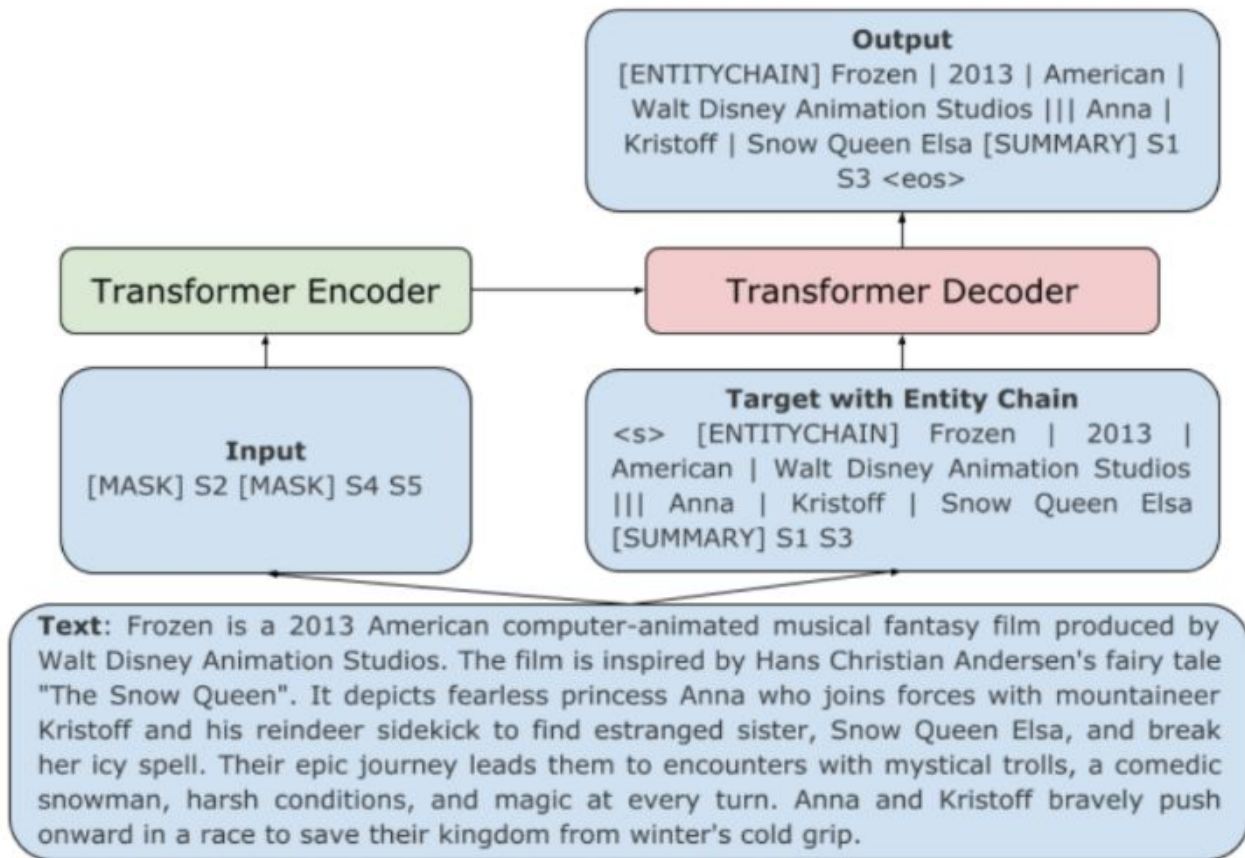 Output
[ENTITYCHAIN] Frozen | 2013 | American |
Walt Disney Animation Studios ||| Anna |
Kristoff | Snow Queen Elsa [SUMMARY] S1
S3 <eos>
Transformer Encoder
Transformer Decoder
Input
[MASK] S2 [MASK] S4 S5
Target with Entity Chain
<s> [ENTITYCHAIN] Frozen | 2013 |
American | Walt Disney Animation Studios
||| Anna | Kristoff | Snow Queen Elsa
[SUMMARY] S1 S3
Text: Frozen is a 2013 American computer-animated musical fantasy film produced by
Walt Disney Animation Studios. The film is inspired by Hans Christian Andersen's fairy tale
"The Snow Queen". It depicts fearless princess Anna who joins forces with mountaineer
Kristoff and his reindeer sidekick to find estranged sister, Snow Queen Elsa, and break
her icy spell. Their epic journey leads them to encounters with mystical trolls, a comedic
snowman, harsh conditions, and magic at every turn. Anna and Kristoff bravely push
onward in a race to save their kingdom from winter's cold grip.